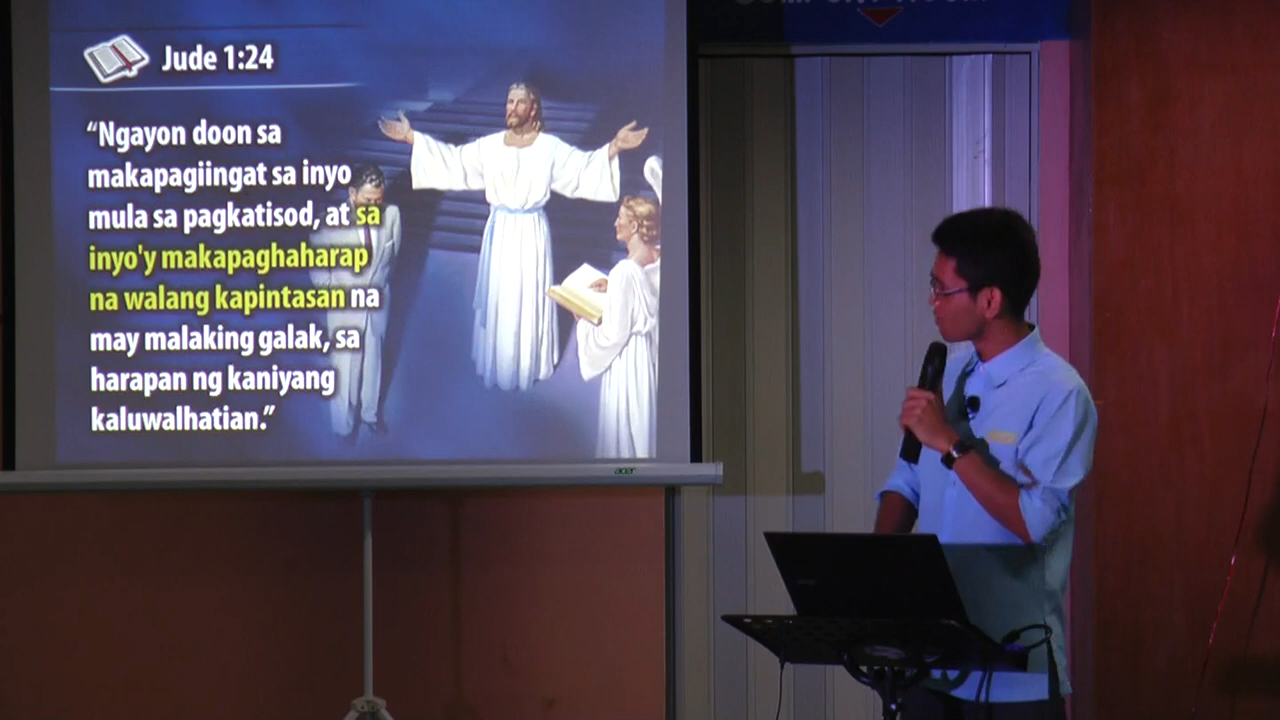 Jude 1:24
“Ngayon doon sa
makapagiingat sa inyo
mula sa pagkatisod, at sa
inyo'y makapaghaharap
na walang kapintasan na
may malaking galak, sa
harapan ng kaniyang
kaluwalhatian.”
acer